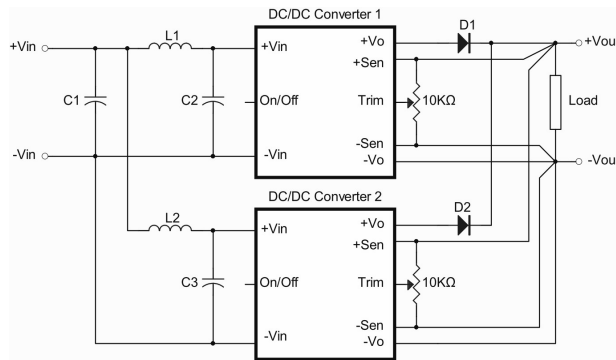 DC/DC Converter 1
D1
+Vin
L1
+Vin
+Vo
+Vou
+Sen
C1
C2
On/Off
Trim
10KΩ
Load
-Vin
-Vin
-Sen
-Vo
-Vou
DC/DC Converter 2
D2
L2
+Vin
+Vo
+Sen
C3
On/Off
Trim
10KΩ
-Vin
-Sen
-Vo